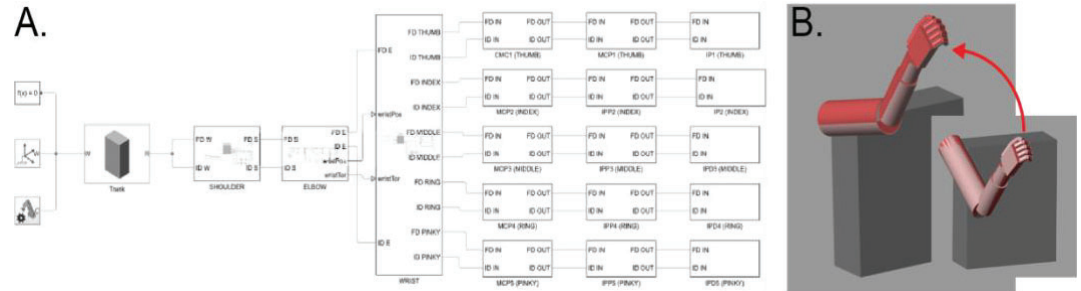 A.
B.
f(x) = 0
W
W
R
Trunk
FD W
FD S
ID W
ID S
SHOULDER
FD S
FD E
ID S
ID E
wristPos
wristTor
ELBOW
FD E
wristPos
wristTor
ID E
FD THUMB
ID THUMB
FD INDEX
ID INDEX
FD MIDDLE
ID MIDDLE
FD RING
ID RING
FD PINKY
ID PINKY
WRIST
FD IN FD OUT
ID IN ID OUT
CMC1 (THUMB)
FD IN FD OUT
ID IN ID OUT
MCP1 (THUMB)
FD IN
ID IN
IP1 (THUMB)
FD IN FD OUT
ID IN ID OUT
MCP2 (INDEX)
FD IN FD OUT
ID IN ID OUT
IPP2 (INDEX)
FD IN
ID IN
IP2 (INDEX)
FD IN FD OUT
ID IN ID OUT
MCP3 (MIDDLE)
FD IN FD OUT
ID IN ID OUT
IPP3 (MIDDLE)
FD IN
ID IN
IPD3 (MIDDLE)
FD IN FD OUT
ID IN ID OUT
MCP4 (RING)
FD IN FD OUT
ID IN ID OUT
IPP4 (RING)
FD IN
ID IN
IPD4 (RING)
FD IN FD OUT
ID IN ID OUT
MCP5 (PINKY)
FD IN FD OUT
ID IN ID OUT
IPP5 (PINKY)
FD IN
ID IN
IPD5 (PINKY)